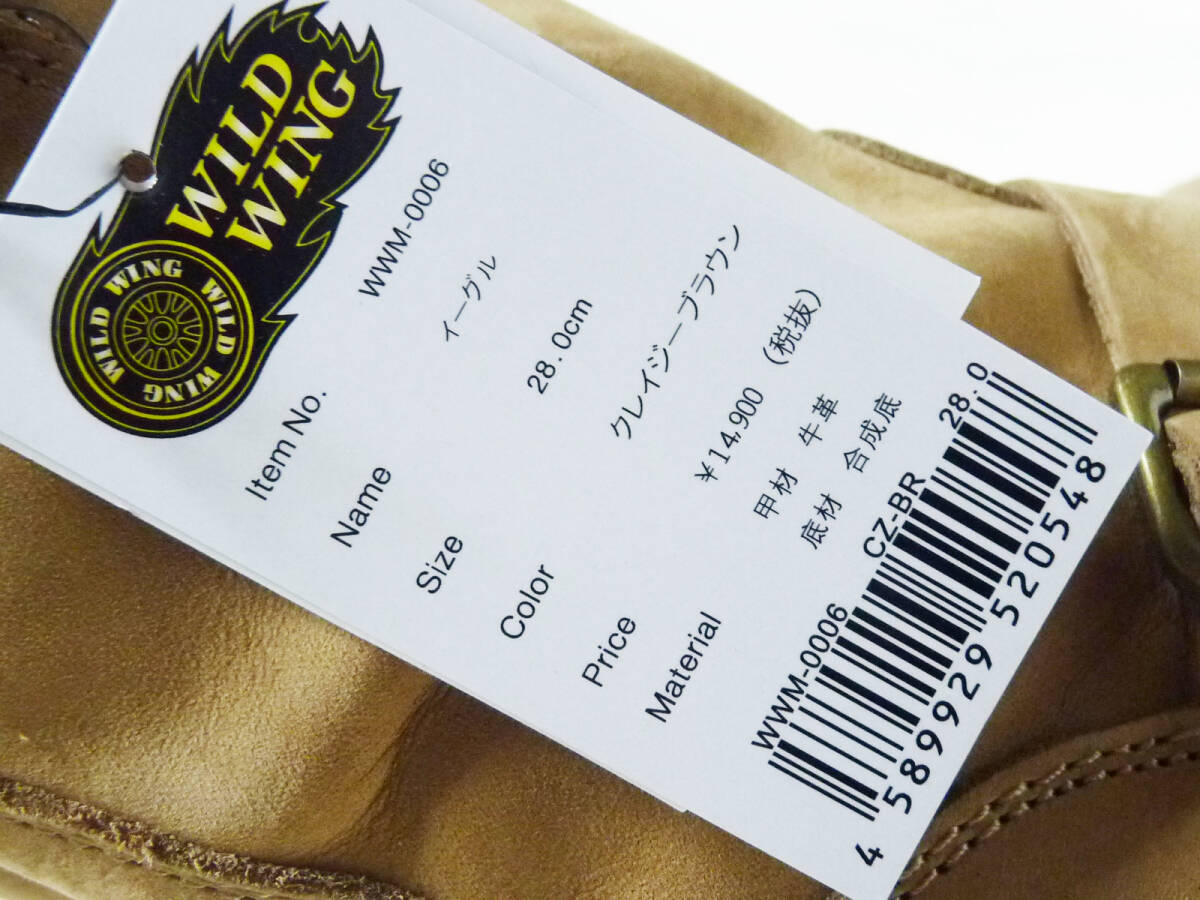 WILD
WING
WILD WING WILD WING
Item No. WWM-0006
Name イーグル
Size 28.0cm
Color クレイジーブラウン
Price ¥14,900 (税抜)
Material 甲材 牛革
底材 合成底
WWM-0006 CZ-BR 28.0
4 589929 520548